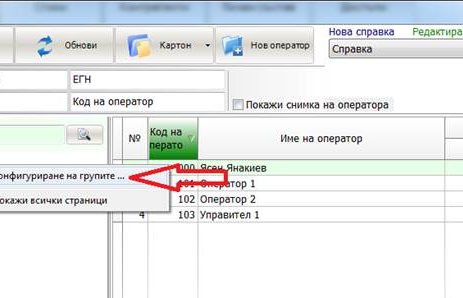 Нова справка Редактира
Обнови Картон Нов оператор Справка
ЕГН
Код на оператор Покажи снимка на оператора
№ Код на перато Име на оператор
онфигуриране на групите ... 000 Ясен Янакиев
101 Оператор 1
окажи всички страници 102 Оператор 2
4 103 Управител 1